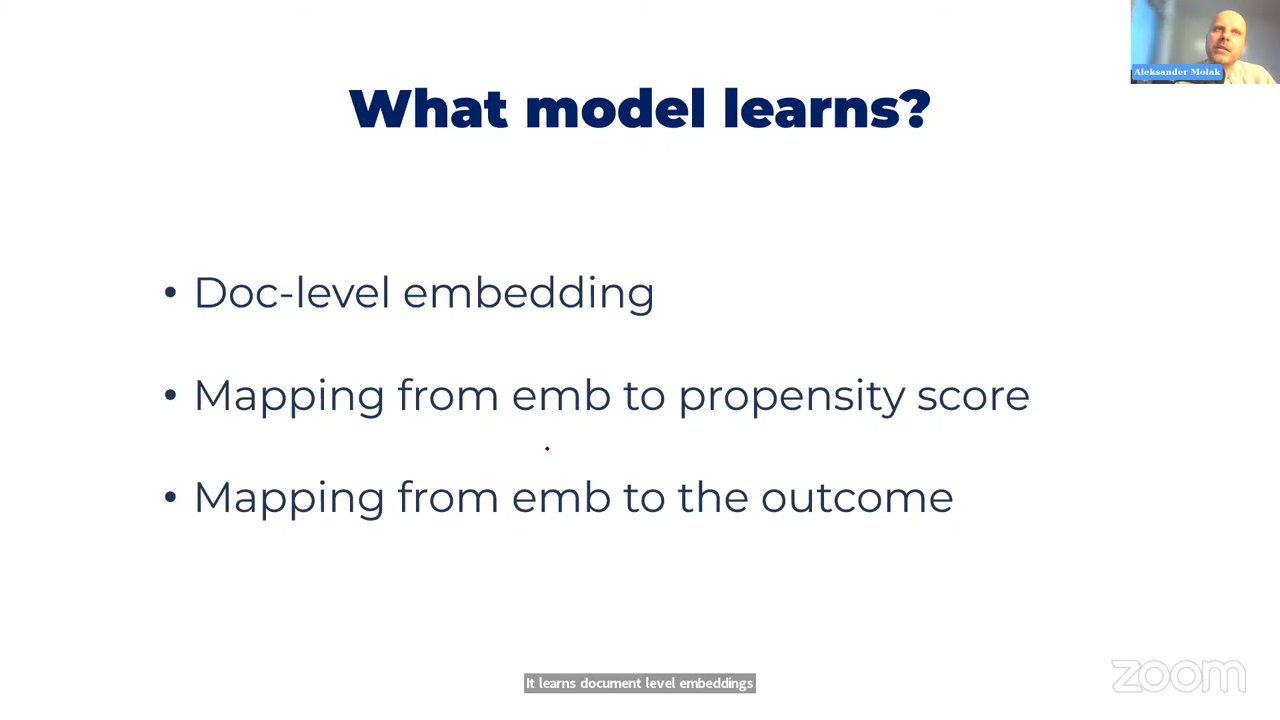 Aleksander Molak
What model learns?
• Doc-level embedding
• Mapping from emb to propensity score
• Mapping from emb to the outcome
It learns document level embeddings
zoom